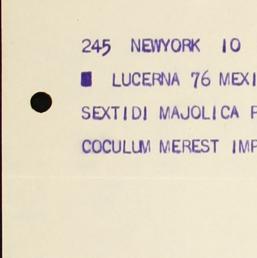 245 NEWYORK 10
LUCERNA 76 MEXI
SEXTIDI MAJOLICA F
COCULUM MEREST IMP